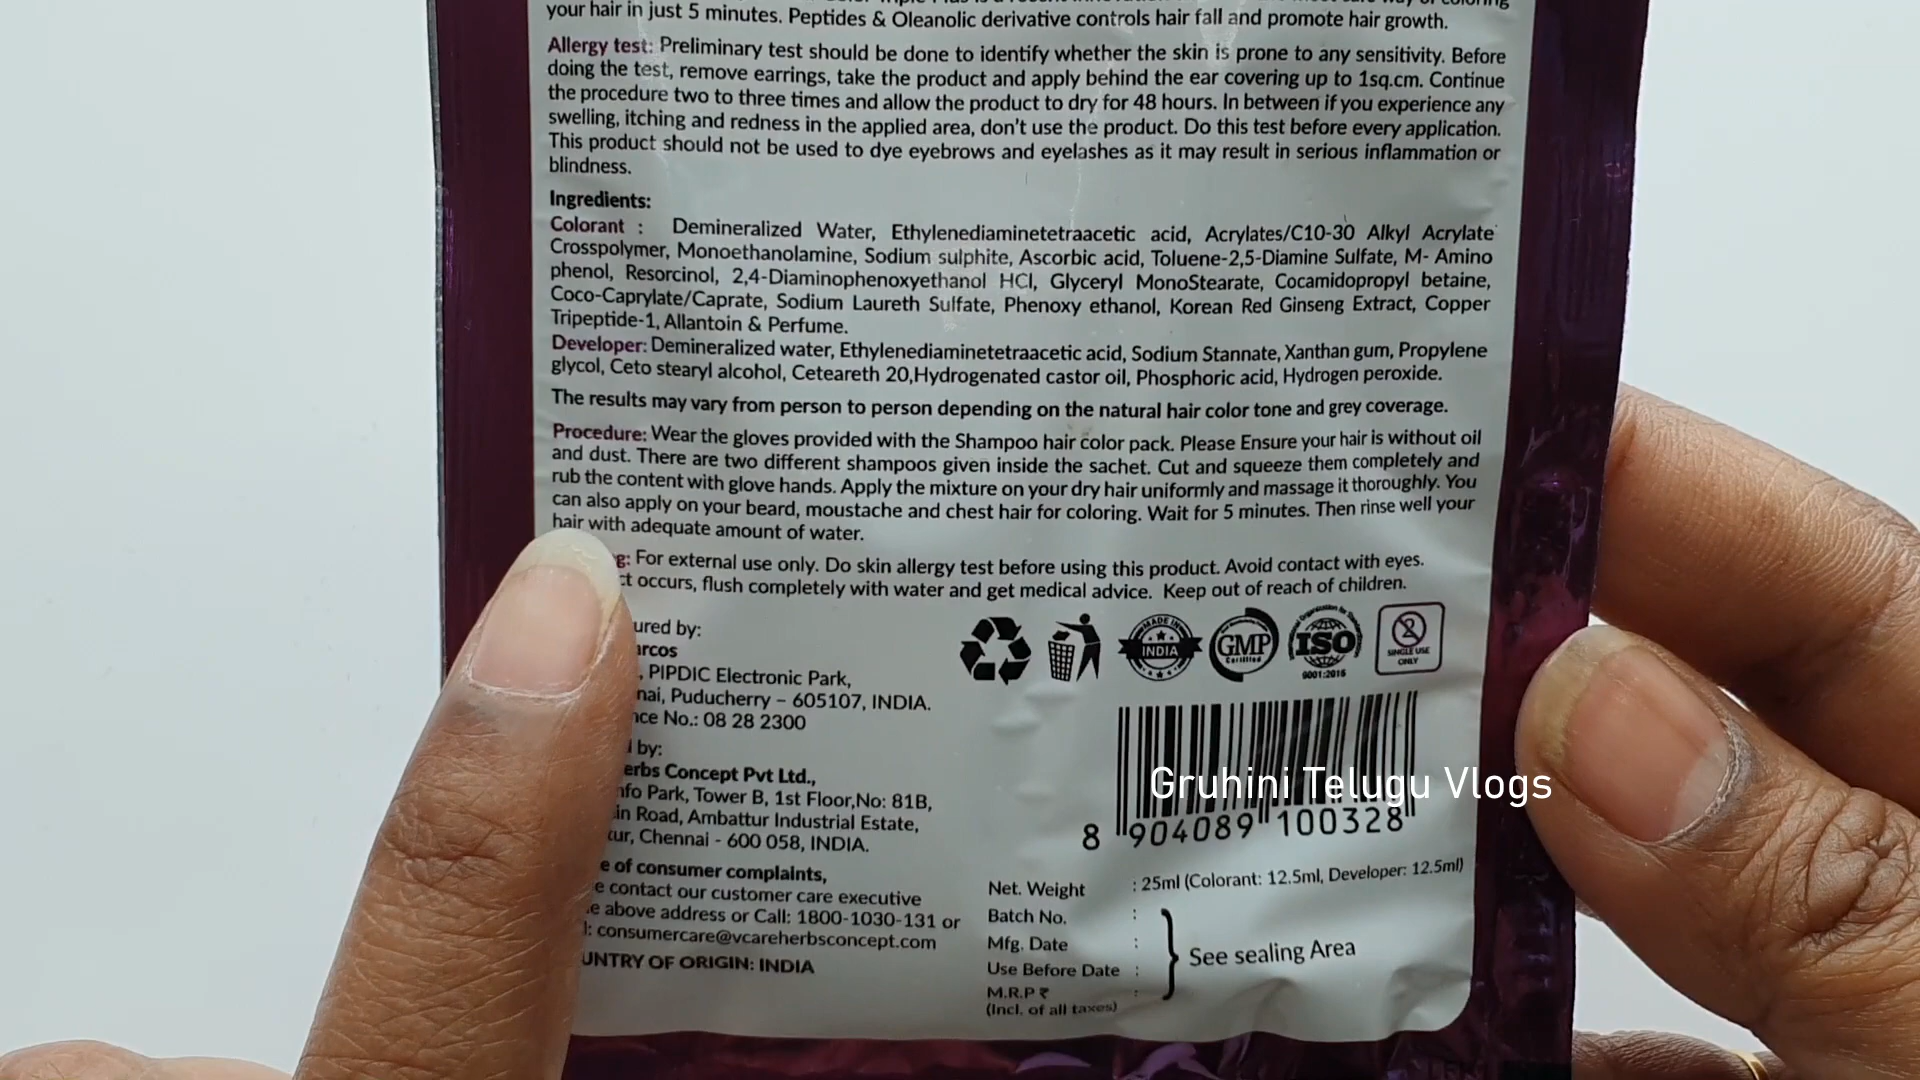 your hair in just 5 minutes. Peptides & Oleanolic derivative controls hair fall and promote hair growth.
Allergy test: Preliminary test should be done to identify whether the skin is prone to any sensitivity. Before
doing the test, remove earrings, take the product and apply behind the ear covering up to 1sq.cm. Continue
the procedure two to three times and allow the product to dry for 48 hours. In between if you experience any
swelling, itching and redness in the applied area, don't use the product. Do this test before every application.
This product should not be used to dye eyebrows and eyelashes as it may result in serious inflammation or
blindness.
Ingredients:
Colorant : Demineralized Water, Ethylenediaminetetraacetic acid, Acrylates/C10-30 Alkyl Acrylate
Crosspolymer, Monoethanolamine, Sodium sulphite, Ascorbic acid, Toluene-2,5-Diamine Sulfate, M- Amino
phenol, Resorcinol, 2,4-Diaminophenoxyethanol HCl, Glyceryl MonoStearate, Cocamidopropyl betaine,
Coco-Caprylate/Caprate, Sodium Laureth Sulfate, Phenoxy ethanol, Korean Red Ginseng Extract, Copper
Tripeptide-1, Allantoin & Perfume.
Developer: Demineralized water, Ethylenediaminetetraacetic acid, Sodium Stannate, Xanthan gum, Propylene
glycol, Ceto stearyl alcohol, Ceteareth 20,Hydrogenated castor oil, Phosphoric acid, Hydrogen peroxide.
The results may vary from person to person depending on the natural hair color tone and grey coverage.
Procedure: Wear the gloves provided with the Shampoo hair color pack. Please Ensure your hair is without oil
and dust. There are two different shampoos given inside the sachet. Cut and squeeze them completely and
rub the content with glove hands. Apply the mixture on your dry hair uniformly and massage it thoroughly. You
can also apply on your beard, moustache and chest hair for coloring. Wait for 5 minutes. Then rinse well your
hair with adequate amount of water.
g: For external use only. Do skin allergy test before using this product. Avoid contact with eyes.
ct occurs, flush completely with water and get medical advice. Keep out of reach of children.
ured by:
arcos
, PIPDIC Electronic Park,
nai, Puducherry – 605107, INDIA.
nce No.: 08 28 2300
by:
erbs Concept Pvt Ltd.,
nfo Park, Tower B, 1st Floor,No: 81B,
in Road, Ambattur Industrial Estate,
ur, Chennai - 600 058, INDIA.
e of consumer complaints,
e contact our customer care executive
e above address or Call: 1800-1030-131 or
l: consumercare@vcareherbsconcept.com
UNTRY OF ORIGIN: INDIA
MADE IN
INDIA
GMP
Certified
ISO
9001:2015
2
SINGLE USE
ONLY
Gruhini Telugu Vlogs
8 904089 100328
Net. Weight : 25ml (Colorant: 12.5ml, Developer: 12.5ml)
Batch No. :
Mfg. Date :
Use Before Date :
M.R.P ₹ :
(Incl. of all taxes)
See sealing Area